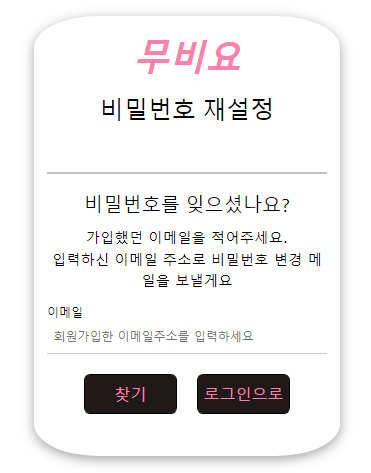 무비요
비밀번호 재설정
비밀번호를 잊으셨나요?
가입했던 이메일을 적어주세요.
입력하신 이메일 주소로 비밀번호 변경 메
일을 보낼게요
이메일
회원가입한 이메일주소를 입력하세요
찾기
로그인으로